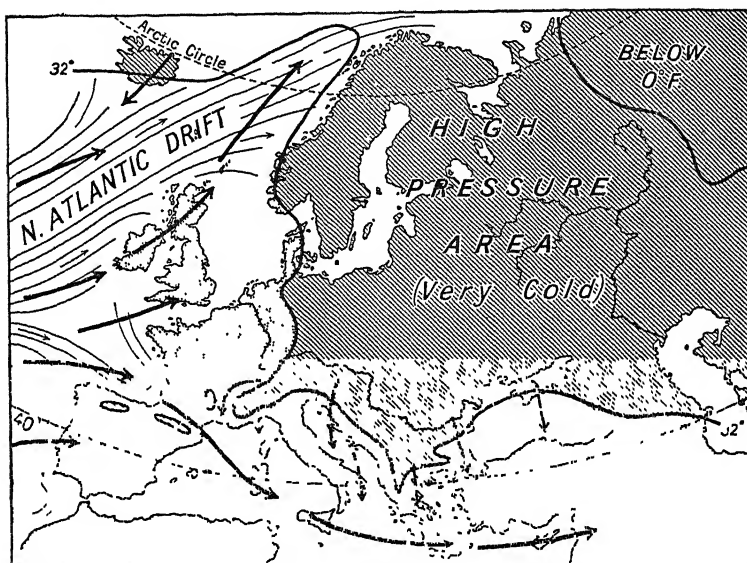 Arctic Circle
32°
BELOW
0°F.
HIGH
N. ATLANTIC DRIFT
PRESSURE
AREA
(Very Cold)
40
32°